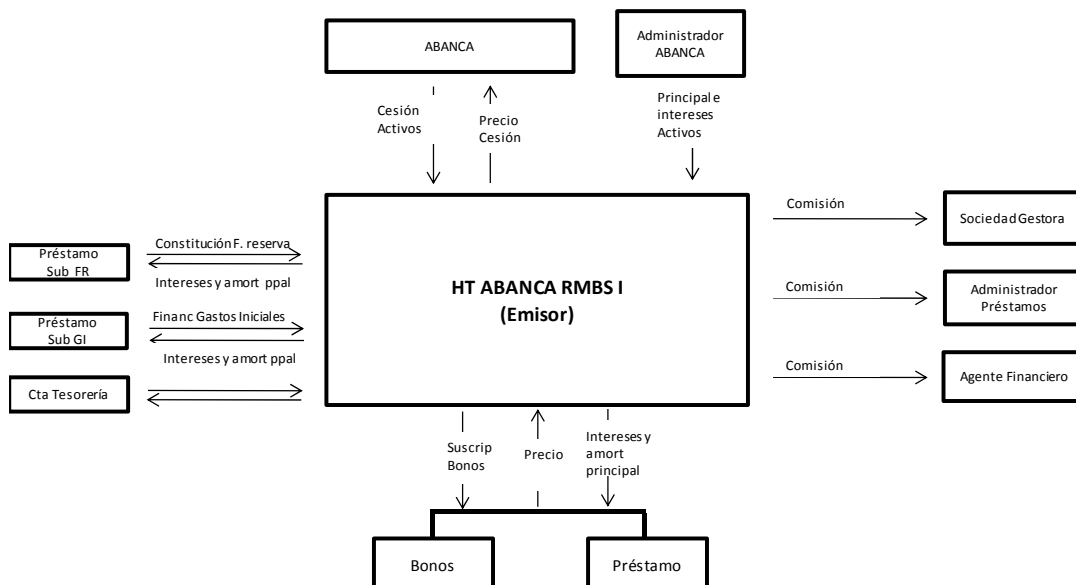 ABANCA
Administrador
ABANCA
Cesión
Activos
Precio
Cesión
Principal e
intereses
Activos
Préstamo
Sub FR
Constitución F. reserva
Intereses y amort ppal
Préstamo
Sub GI
Financ Gastos Iniciales
Intereses y amort ppal
Cta Tesorería
HT ABANCA RMBS I
(Emisor)
Comisión
Sociedad Gestora
Comisión
Administrador
Préstamos
Comisión
Agente Financiero
Suscrip
Bonos
Precio
Intereses y
amort
principal
Bonos
Préstamo